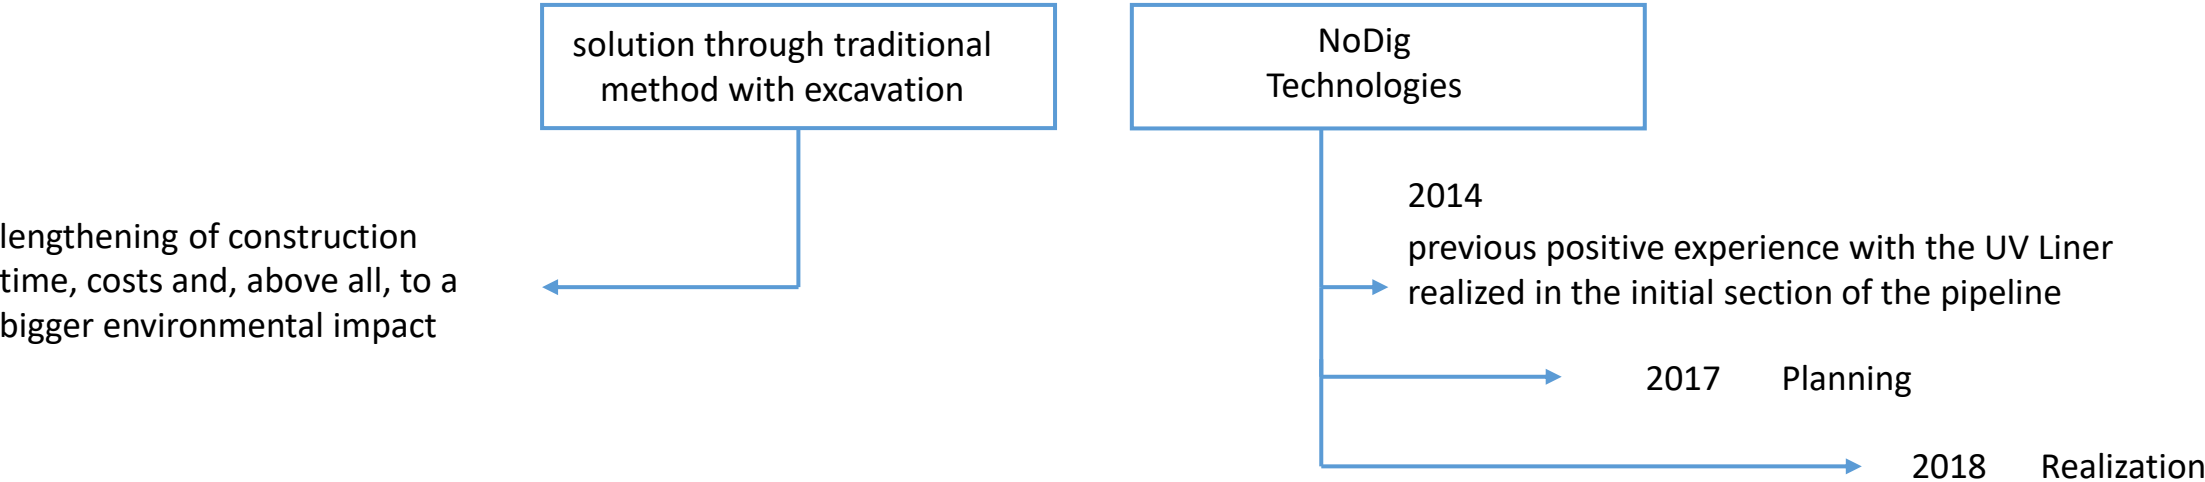 solution through traditional
method with excavation
NoDig
Technologies
lengthening of construction
time, costs and, above all, to a
bigger environmental impact
2014
previous positive experience with the UV Liner
realized in the initial section of the pipeline
2017 Planning
2018 Realization